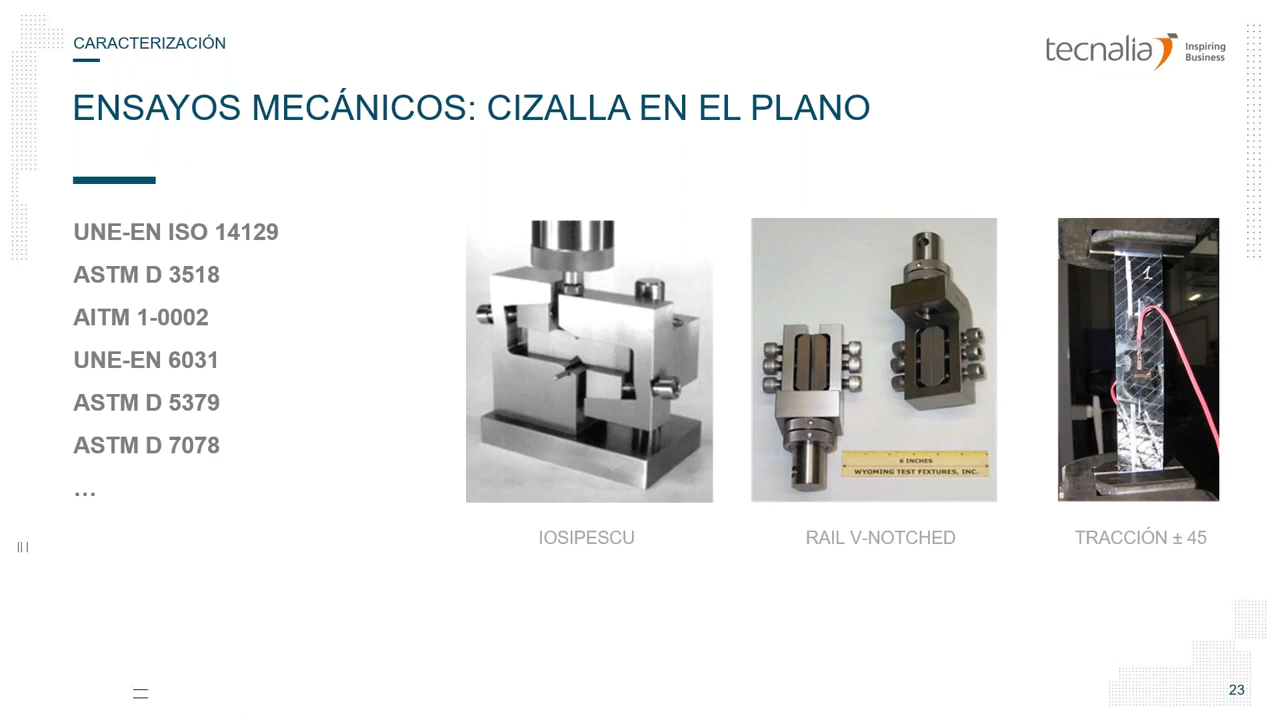 CARACTERIZACIÓN
tecnalia Inspiring
Business
ENSAYOS MECÁNICOS: CIZALLA EN EL PLANO
UNE-EN ISO 14129
ASTM D 3518
AITM 1-0002
UNE-EN 6031
ASTM D 5379
ASTM D 7078
…
6 INCHES
WYOMING TEST FIXTURES, INC.
1
IOSIPESCU
RAIL V-NOTCHED
TRACCIÓN ± 45
23